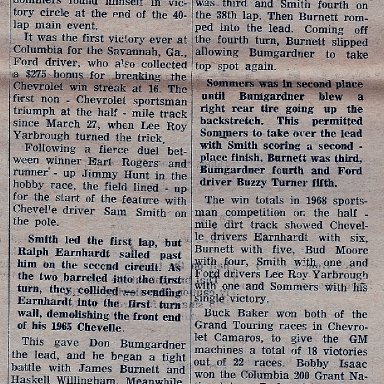 Sommers found himself in vic-
tory circle at the end of the 40-
lap main event.
It was the first victory ever at
Columbia for the Savannah, Ga.,
Ford driver, who also collected
a $275 bonus for breaking the
Chevrolet win streak at 16. The
first non - Chevrolet sportsman
triumph at the half - mile track
since March 27, when Lee Roy
Yarbrough turned the trick.
Following a fierce duel be-
tween winner Earl Rogers and
runner - up Jimmy Hunt in the
hobby race, the field lined - up
for the start of the feature with
Chevelle driver Sam Smith on
the pole.
Smith led the first lap, but
Ralph Earnhardt sailed past
him on the second circuit. As
the two barreled into the first
turn, they collided — sending
Earnhardt into the first turn
wall, demolishing the front end
of his 1965 Chevelle.
This gave Don Bumgardner
the lead, and he began a tight
battle with James Burnett and
Haskell Willingham. Meanwhile
was third and Smith fourth on
the 38th lap. Then Burnett rom-
ped into the lead. Coming off
the fourth turn, Burnett slipped
allowing Bumgardner to take
top spot again.
Sommers was in second place
until Bumgardner blew a
right rear tire going up the
backstretch. This permitted
Sommers to take over the lead
with Smith scoring a second -
place finish. Burnett was third,
Bumgardner fourth and Ford
driver Buzzy Turner fifth.
The win totals in 1968 sports-
man competition on the half -
mile dirt track showed Chevel-
le drivers Earnhardt with six,
Burnett with five, Bud Moore
with four, Smith with one and
Ford drivers Lee Roy Yarbrough
with one and Sommers with his
single victory.
Buck Baker won both of the
Grand Touring races in Chevro-
let Camaros, to give the GM
machines a total of 18 victories
out of 22 races. Bobby Isaac
won the Columbia 200 Grant Na-